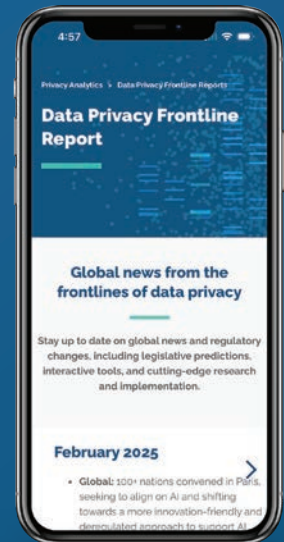 4:57
Privacy Analytics > Data Privacy Frontline Reports
Data Privacy Frontline
Report
Global news from the
frontlines of data privacy
Stay up to date on global news and regulatory
changes, including legislative predictions,
interactive tools, and cutting-edge research
and implementation.
February 2025
• Global: 100+ nations convened in Paris,
seeking to align on AI and shifting
towards a more innovation-friendly and
deregulated approach to support AI